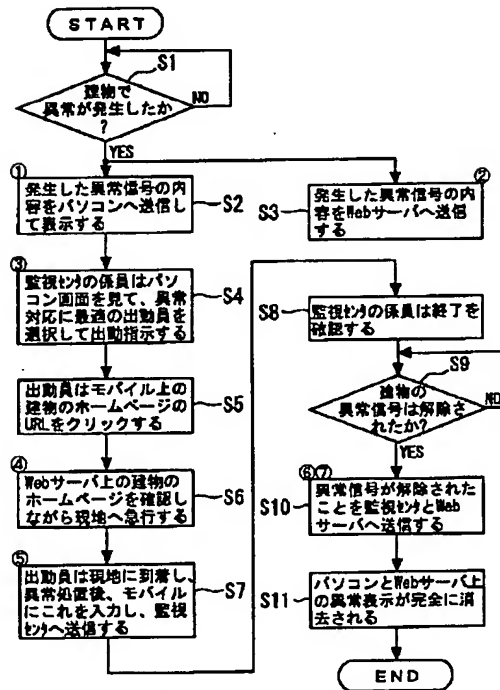 START
S1
建物で
異常が発生したか
?
NO
YES
①
発生した異常信号の内
容をパソコンへ送信し
て表示する
S2
②
発生した異常信号の内
容をWebサーバへ送信す
る
S3
③
監視センタの係員はパソ
コン画面を見て、異常
対応に最適の出動員を
選択して出動指示する
S4
出動員はモバイル上の
建物のホームページの
URLをクリックする
S5
④
Webサーバ上の建物の
ホームページを確認し
ながら現地へ急行する
S6
⑤
出動員は現地に到着し、
異常処置後、モバイル
にこれを入力し、監視
センタへ送信する
S7
S8
監視センタの係員は終了を
確認する
S9
建物の
異常信号は解除され
たか?
NO
YES
⑥⑦
異常信号が解除された
ことを監視センタとWeb
サーバへ送信する
S10
パソコンとWebサーバ上
の異常表示が完全に消
去される
S11
END